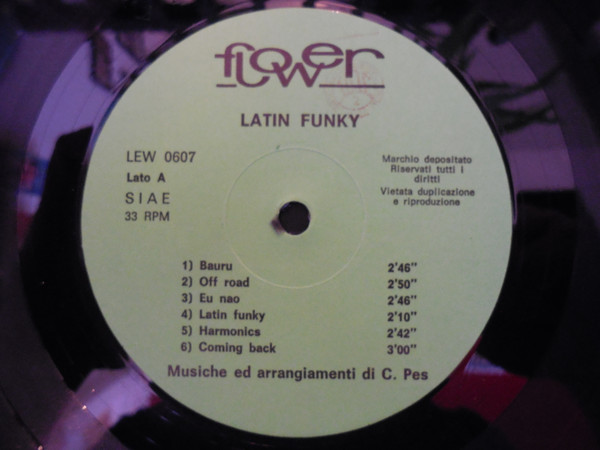 flower
LATIN FUNKY
LEW 0607
Lato A
SIAE
33 RPM
Marchio depositato
Riservati tutti i
diritti
Vietata duplicazione
e riproduzione
1) Bauru 2'46"
2) Off road 2'50"
3) Eu nao 2'46"
4) Latin funky 2'10"
5) Harmonics 2'42"
6) Coming back 3'00"
Musiche ed arrangiamenti di C. Pes